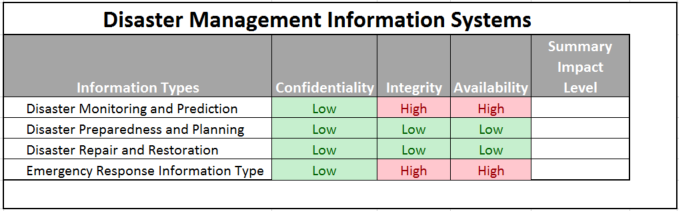 Disaster Management Information Systems
Information Types Confidentiality Integrity Availability Summary Impact Level
Disaster Monitoring and Prediction Low High High
Disaster Preparedness and Planning Low Low Low
Disaster Repair and Restoration Low Low Low
Emergency Response Information Type Low High High